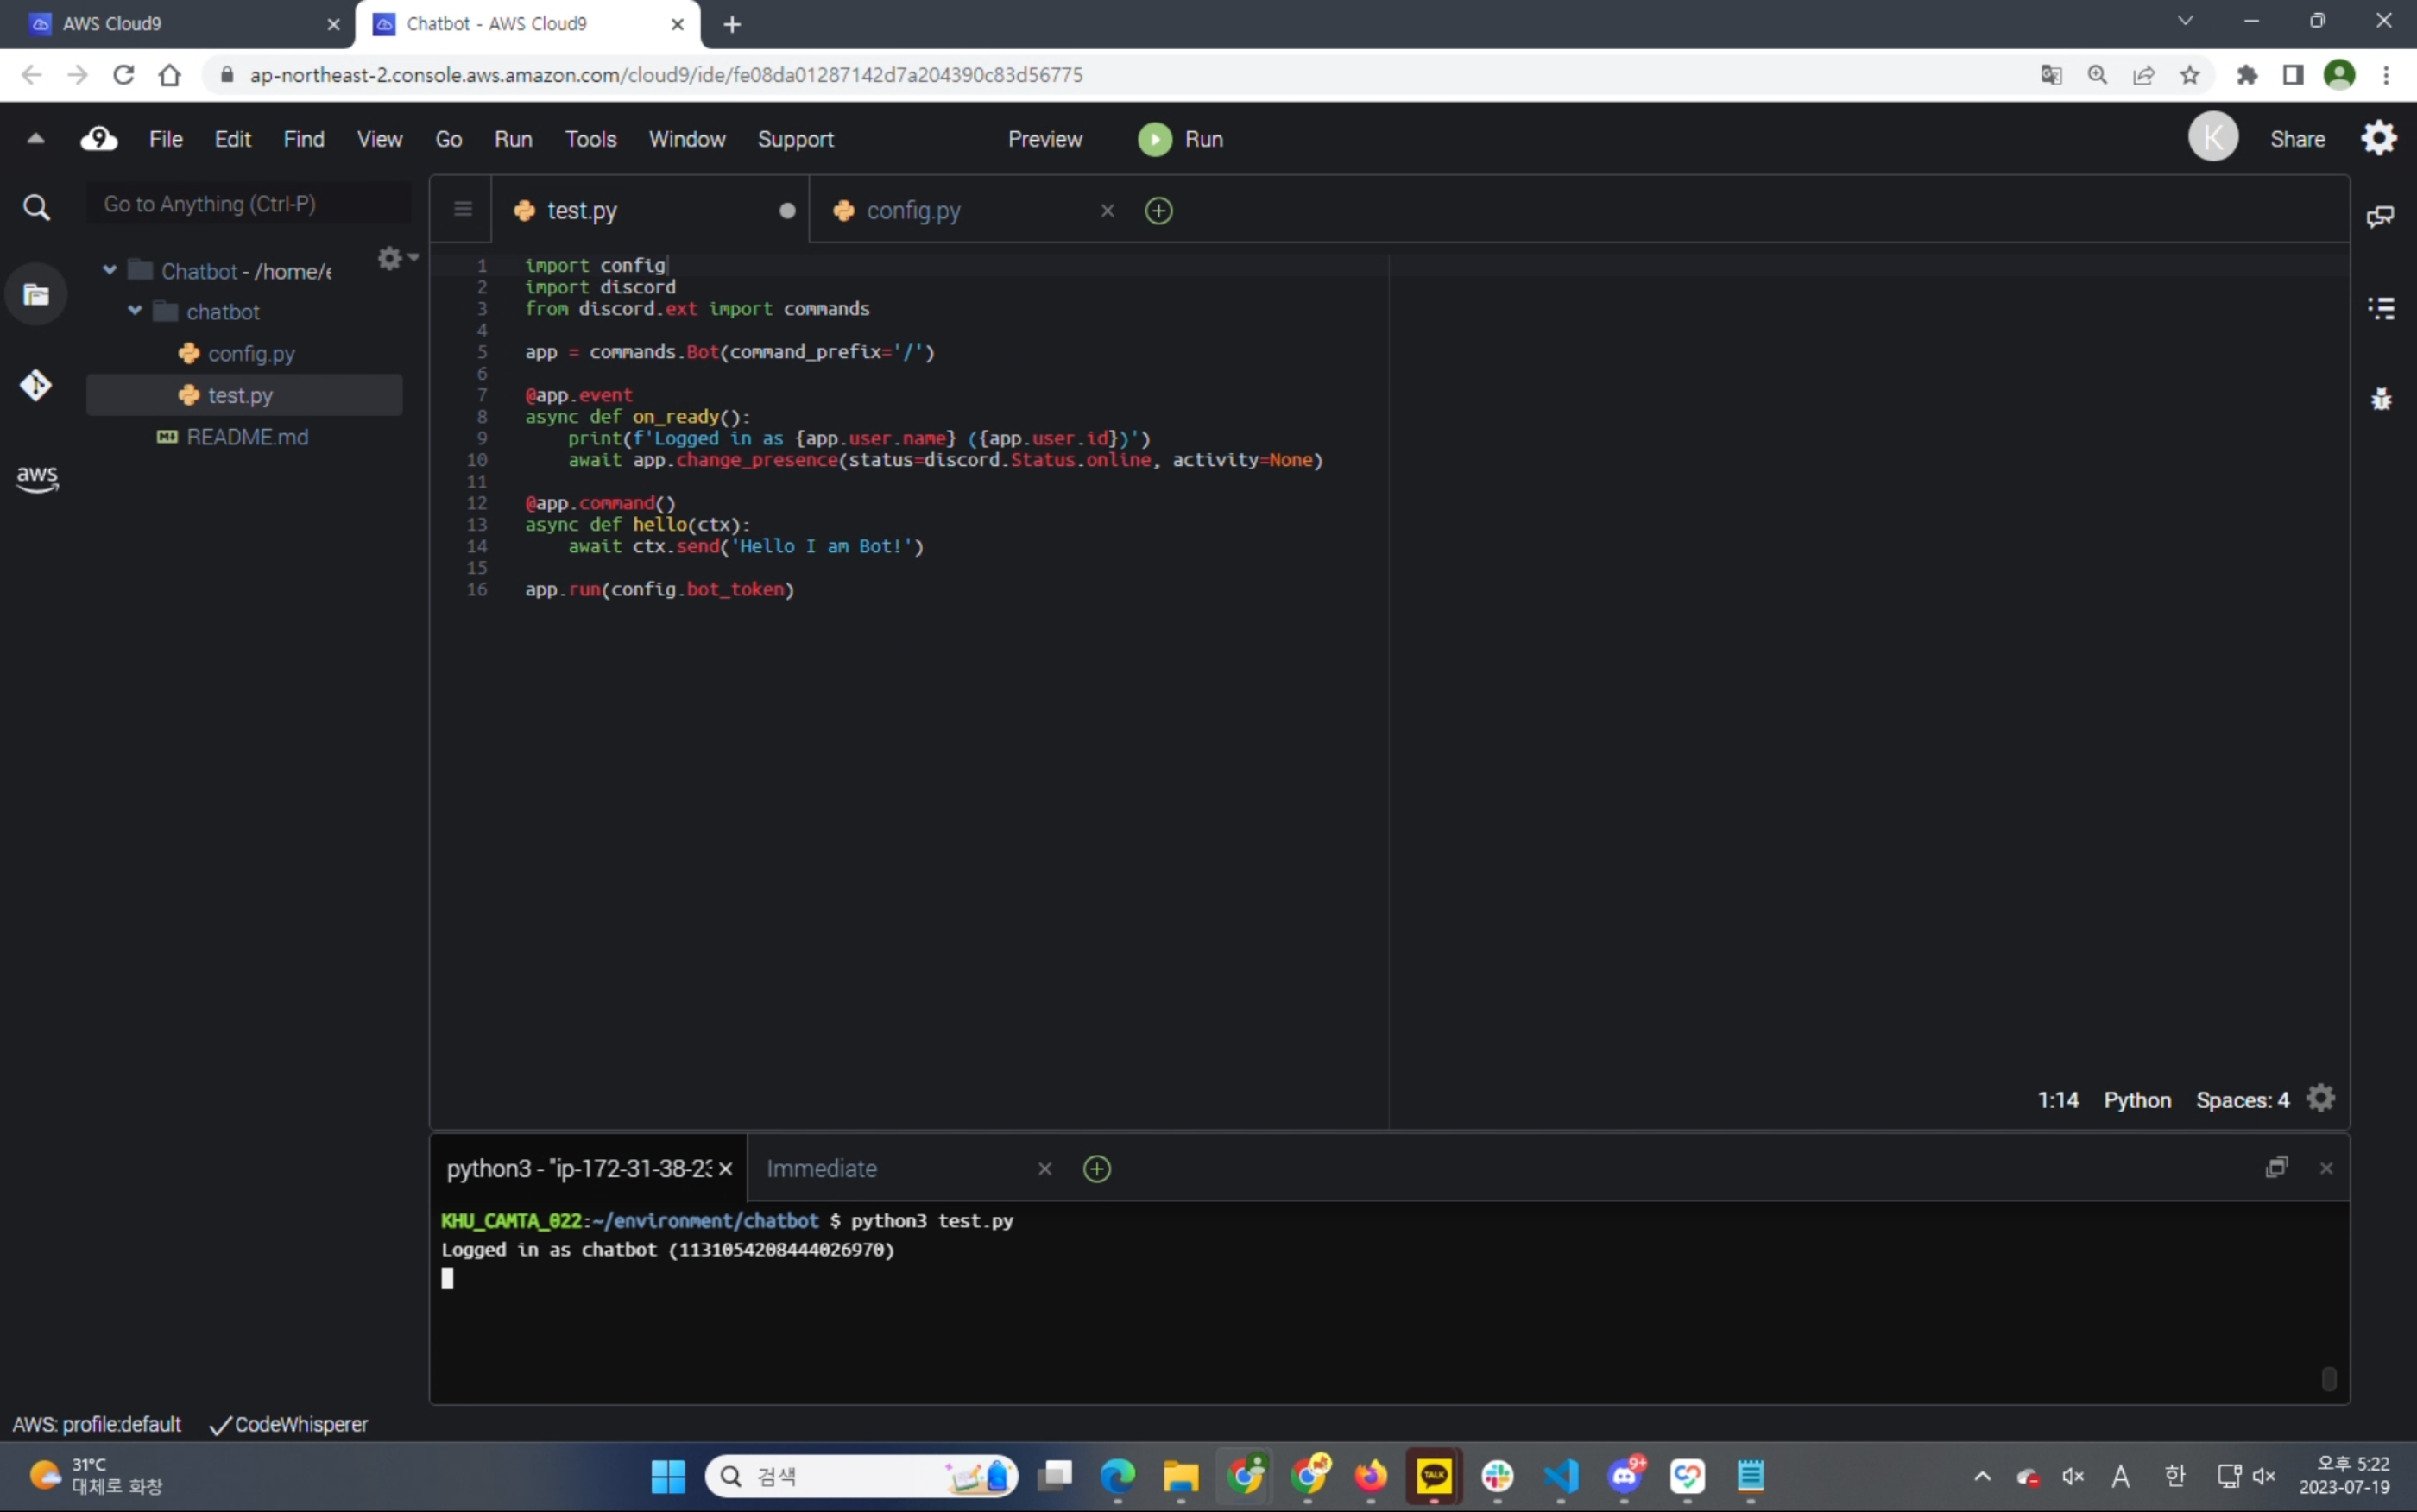 AWS Cloud9
Chatbot - AWS Cloud9
ap-northeast-2.console.aws.amazon.com/cloud9/ide/fe08da01287142d7a204390c83d56775
9 File Edit Find View Go Run Tools Window Support Preview Run K Share
Go to Anything (Ctrl-P)
Chatbot - /home/e
chatbot
config.py
test.py
README.md
aws
test.py
config.py
1 import config
2 import discord
3 from discord.ext import commands
4
5 app = commands.Bot(command_prefix='/')
6
7 @app.event
8 async def on_ready():
9     print(f'Logged in as {app.user.name} ({app.user.id})')
10     await app.change_presence(status=discord.Status.online, activity=None)
11
12 @app.command()
13 async def hello(ctx):
14     await ctx.send('Hello I am Bot!')
15
16 app.run(config.bot_token)
1:14 Python Spaces: 4
python3 - "ip-172-31-38-23
Immediate
KHU_CAMTA_022:~/environment/chatbot $ python3 test.py
Logged in as chatbot (1131054208444026970)
AWS: profile:default ✓CodeWhisperer
31°C
대체로 화창
검색
TALK
9+
A 한
오후 5:22
2023-07-19